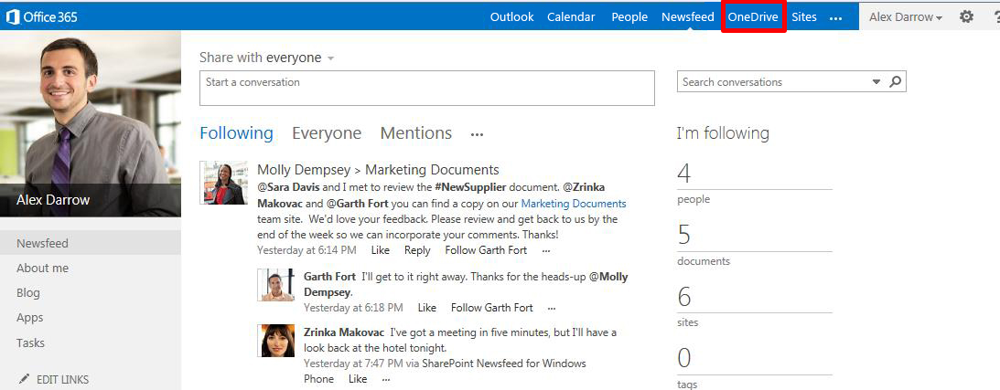 Office 365
Outlook Calendar People Newsfeed OneDrive Sites ... Alex Darrow ?
Share with everyone
Start a conversation
Search conversations
Following Everyone Mentions ...
I'm following
Alex Darrow
Newsfeed
About me
Blog
Apps
Tasks
EDIT LINKS
Molly Dempsey > Marketing Documents
@Sara Davis and I met to review the #NewSupplier document. @Zrinka
Makovac and @Garth Fort you can find a copy on our Marketing Documents
team site. We'd love your feedback. Please review and get back to us by the
end of the week so we can incorporate your comments. Thanks!
Yesterday at 6:14 PM Like Reply Follow Garth Fort ...
Garth Fort I'll get to it right away. Thanks for the heads-up @Molly
Dempsey.
Yesterday at 6:18 PM Like Follow Garth Fort ...
Zrinka Makovac I've got a meeting in five minutes, but I'll have a
look back at the hotel tonight.
Yesterday at 7:47 PM via SharePoint Newsfeed for Windows
Phone Like ...
4
people
5
documents
6
sites
0
tags